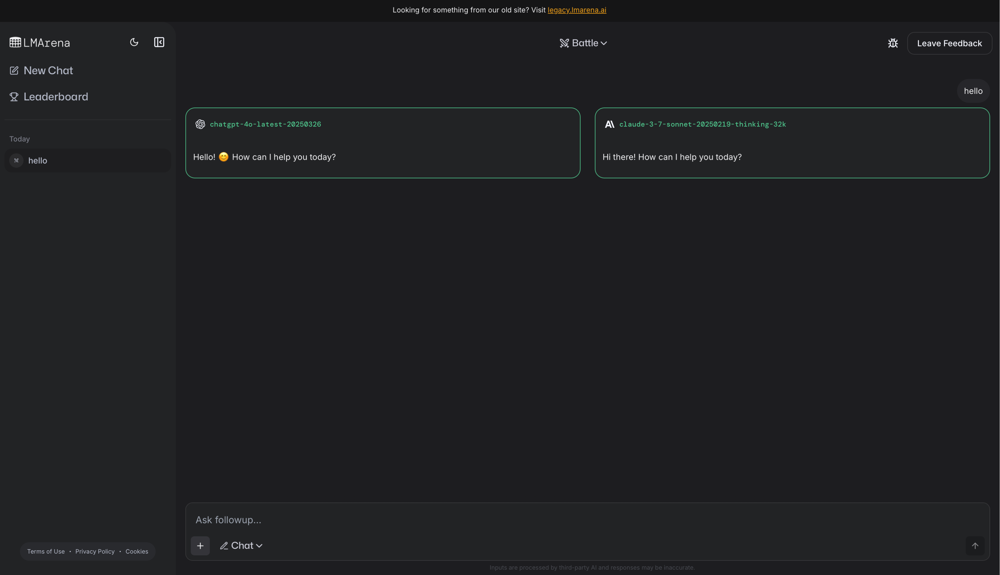 Looking for something from our old site? Visit legacy.lmarena.ai
LMArena
New Chat
Leaderboard
Today
hello
Terms of Use • Privacy Policy • Cookies
Battle
Leave Feedback
hello
chatgpt-4o-latest-20250326
Hello! 😊 How can I help you today?
claude-3-7-sonnet-20250219-thinking-32k
Hi there! How can I help you today?
Ask followup...
Chat
Inputs are processed by third-party AI and responses may be inaccurate.